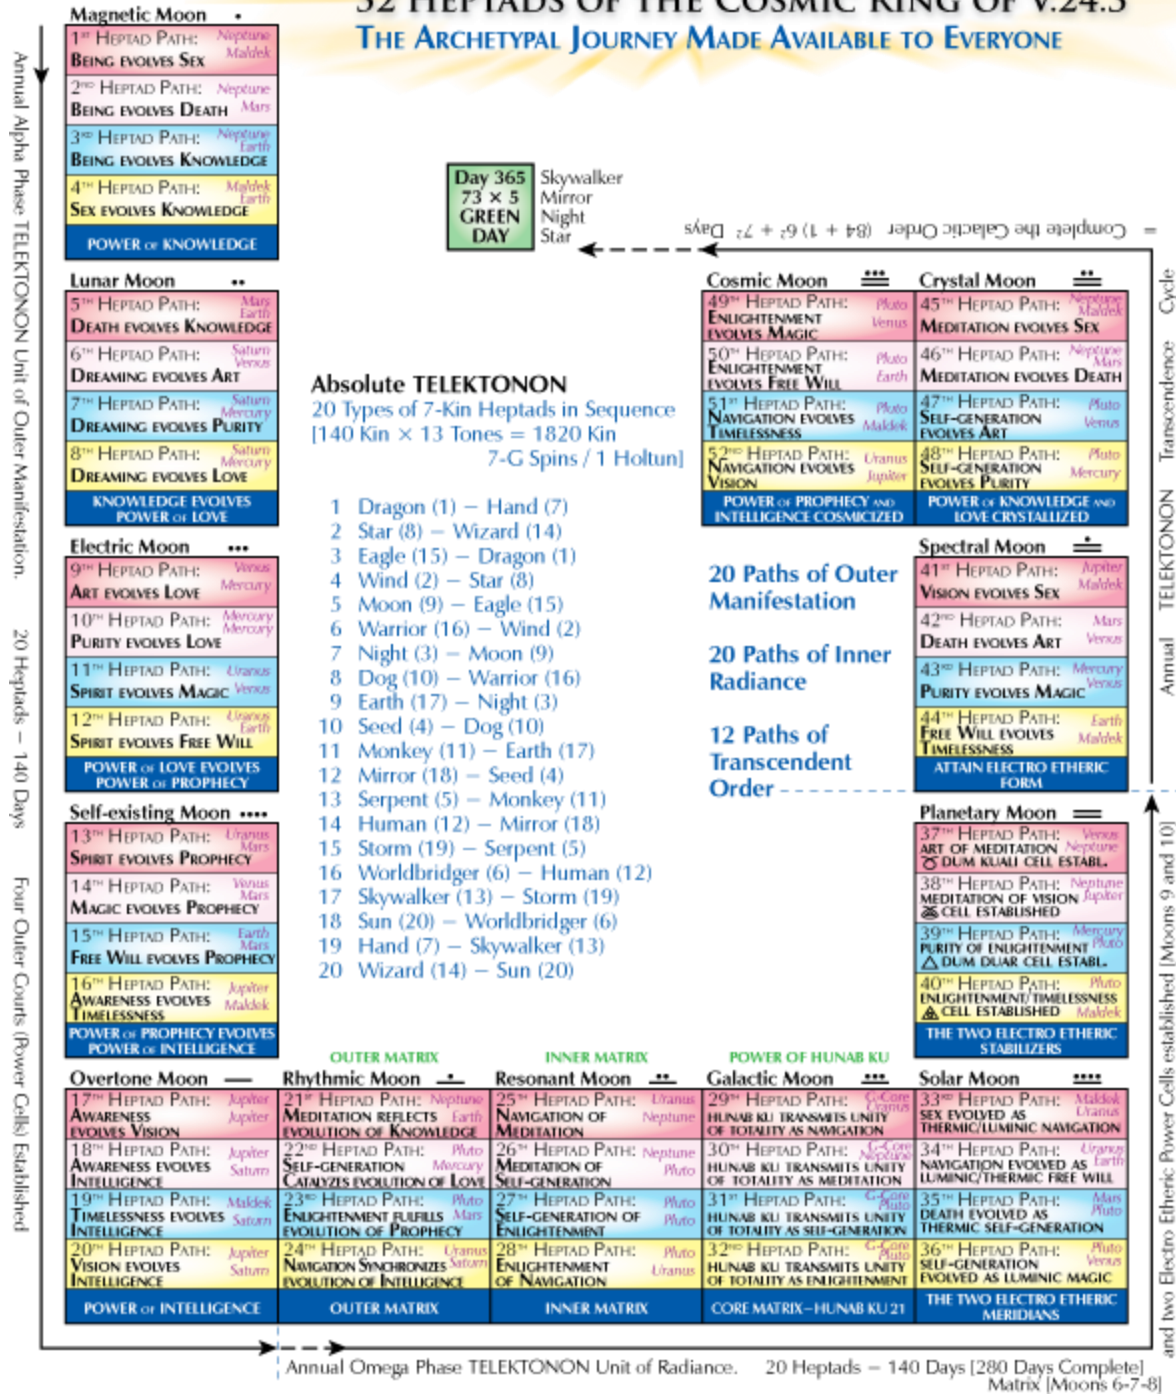 52 HEPTADS OF THE COSMIC RING OF V.24.3
THE ARCHETYPAL JOURNEY MADE AVAILABLE TO EVERYONE
Magnetic Moon •
1ST HEPTAD PATH: Neptune
BEING EVOLVES SEX Maldek
2ND HEPTAD PATH: Neptune
BEING EVOLVES DEATH Mars
3RD HEPTAD PATH: Neptune
Earth
BEING EVOLVES KNOWLEDGE
4TH HEPTAD PATH: Maldek
Earth
SEX EVOLVES KNOWLEDGE
POWER OF KNOWLEDGE
Annual Alpha Phase TELEKTONON Unit of Outer Manifestation. 20 Heptads – 140 Days Four Outer Courts (Power Cells) Established
Day 365
73 × 5
GREEN
DAY
Skywalker
Mirror
Night
Star
Complete the Galactic Order (84 + 1) 6² + 7² Days =
Lunar Moon ••
5TH HEPTAD PATH: Mars
Earth
DEATH EVOLVES KNOWLEDGE
6TH HEPTAD PATH: Saturn
Venus
DREAMING EVOLVES ART
7TH HEPTAD PATH: Saturn
Mercury
DREAMING EVOLVES PURITY
8TH HEPTAD PATH: Saturn
Mercury
DREAMING EVOLVES LOVE
KNOWLEDGE EVOLVES
POWER OF LOVE
Cosmic Moon
49TH HEPTAD PATH: Pluto
ENLIGHTENMENT
EVOLVES MAGIC Venus
50TH HEPTAD PATH: Pluto
ENLIGHTENMENT
EVOLVES FREE WILL Earth
51ST HEPTAD PATH: Pluto
NAVIGATION EVOLVES
TIMELESSNESS Maldek
52ND HEPTAD PATH: Uranus
NAVIGATION EVOLVES
VISION Jupiter
POWER OF PROPHECY AND
INTELLIGENCE COSMICIZED
Crystal Moon
45TH HEPTAD PATH: Neptune
Maldek
MEDITATION EVOLVES SEX
46TH HEPTAD PATH: Neptune
Mars
MEDITATION EVOLVES DEATH
47TH HEPTAD PATH: Pluto
SELF-GENERATION
EVOLVES ART Venus
48TH HEPTAD PATH: Pluto
SELF-GENERATION
EVOLVES PURITY Mercury
POWER OF KNOWLEDGE AND
LOVE CRYSTALLIZED
Annual TELEKTONON Transcendence Cycle
Absolute TELEKTONON
20 Types of 7-Kin Heptads in Sequence
[140 Kin × 13 Tones = 1820 Kin
7-G Spins / 1 Holtun]
1 Dragon (1) – Hand (7)
2 Star (8) – Wizard (14)
3 Eagle (15) – Dragon (1)
4 Wind (2) – Star (8)
5 Moon (9) – Eagle (15)
6 Warrior (16) – Wind (2)
7 Night (3) – Moon (9)
8 Dog (10) – Warrior (16)
9 Earth (17) – Night (3)
10 Seed (4) – Dog (10)
11 Monkey (11) – Earth (17)
12 Mirror (18) – Seed (4)
13 Serpent (5) – Monkey (11)
14 Human (12) – Mirror (18)
15 Storm (19) – Serpent (5)
16 Worldbridger (6) – Human (12)
17 Skywalker (13) – Storm (19)
18 Sun (20) – Worldbridger (6)
19 Hand (7) – Skywalker (13)
20 Wizard (14) – Sun (20)
Electric Moon •••
9TH HEPTAD PATH: Venus
ART EVOLVES LOVE Mercury
10TH HEPTAD PATH: Mercury
Mercury
PURITY EVOLVES LOVE
11TH HEPTAD PATH: Uranus
SPIRIT EVOLVES MAGIC Venus
12TH HEPTAD PATH: Uranus
Earth
SPIRIT EVOLVES FREE WILL
POWER OF LOVE EVOLVES
POWER OF PROPHECY
20 Paths of Outer
Manifestation
20 Paths of Inner
Radiance
12 Paths of
Transcendent
Order
Spectral Moon
41ST HEPTAD PATH: Jupiter
VISION EVOLVES SEX Maldek
42ND HEPTAD PATH: Mars
DEATH EVOLVES ART Venus
43RD HEPTAD PATH: Mercury
PURITY EVOLVES MAGIC Venus
44TH HEPTAD PATH: Earth
FREE WILL EVOLVES
TIMELESSNESS Maldek
ATTAIN ELECTRO ETHERIC
FORM
Self-existing Moon ••••
13TH HEPTAD PATH: Uranus
Mars
SPIRIT EVOLVES PROPHECY
14TH HEPTAD PATH: Venus
Mars
MAGIC EVOLVES PROPHECY
15TH HEPTAD PATH: Earth
Mars
FREE WILL EVOLVES PROPHECY
16TH HEPTAD PATH: Jupiter
AWARENESS EVOLVES
TIMELESSNESS Maldek
POWER OF PROPHECY EVOLVES
POWER OF INTELLIGENCE
Planetary Moon
37TH HEPTAD PATH: Venus
ART OF MEDITATION Neptune
DUM KUALI CELL ESTABL.
38TH HEPTAD PATH: Neptune
MEDITATION OF VISION Jupiter
CELL ESTABLISHED
39TH HEPTAD PATH: Mercury
PURITY OF ENLIGHTENMENT Pluto
DUM DUAR CELL ESTABL.
40TH HEPTAD PATH: Pluto
ENLIGHTENMENT/TIMELESSNESS
CELL ESTABLISHED Maldek
THE TWO ELECTRO ETHERIC
STABILIZERS
OUTER MATRIX
INNER MATRIX
POWER OF HUNAB KU
Overtone Moon —
17TH HEPTAD PATH: Jupiter
AWARENESS
EVOLVES VISION Jupiter
18TH HEPTAD PATH: Jupiter
AWARENESS EVOLVES
INTELLIGENCE Saturn
19TH HEPTAD PATH: Maldek
TIMELESSNESS EVOLVES
INTELLIGENCE Saturn
20TH HEPTAD PATH: Jupiter
VISION EVOLVES
INTELLIGENCE Saturn
POWER OF INTELLIGENCE
Rhythmic Moon
21ST HEPTAD PATH: Neptune
MEDITATION REFLECTS Earth
EVOLUTION OF KNOWLEDGE
22ND HEPTAD PATH: Pluto
SELF-GENERATION Mercury
CATALYZES EVOLUTION OF LOVE
23RD HEPTAD PATH: Pluto
ENLIGHTENMENT FULFILLS Mars
EVOLUTION OF PROPHECY
24TH HEPTAD PATH: Uranus
NAVIGATION SYNCHRONIZES Saturn
EVOLUTION OF INTELLIGENCE
OUTER MATRIX
Resonant Moon
25TH HEPTAD PATH: Uranus
NAVIGATION OF
MEDITATION Neptune
26TH HEPTAD PATH: Neptune
MEDITATION OF
SELF-GENERATION Pluto
27TH HEPTAD PATH: Pluto
SELF-GENERATION OF
ENLIGHTENMENT Pluto
28TH HEPTAD PATH: Pluto
ENLIGHTENMENT
OF NAVIGATION Uranus
INNER MATRIX
Galactic Moon
29TH HEPTAD PATH: G-Core
Uranus
HUNAB KU TRANSMITS UNITY
OF TOTALITY AS NAVIGATION
30TH HEPTAD PATH: G-Core
Neptune
HUNAB KU TRANSMITS UNITY
OF TOTALITY AS MEDITATION
31ST HEPTAD PATH: G-Core
Pluto
HUNAB KU TRANSMITS UNITY
OF TOTALITY AS SELF-GENERATION
32ND HEPTAD PATH: G-Core
Pluto
HUNAB KU TRANSMITS UNITY
OF TOTALITY AS ENLIGHTENMENT
CORE MATRIX–HUNAB KU 21
Solar Moon
33RD HEPTAD PATH: Maldek
SEX EVOLVED AS Uranus
THERMIC/LUMINIC NAVIGATION
34TH HEPTAD PATH: Uranus
NAVIGATION EVOLVED AS Earth
LUMINIC/THERMIC FREE WILL
35TH HEPTAD PATH: Mars
DEATH EVOLVED AS Pluto
THERMIC SELF-GENERATION
36TH HEPTAD PATH: Pluto
SELF-GENERATION Venus
EVOLVED AS LUMINIC MAGIC
THE TWO ELECTRO ETHERIC
MERIDIANS
and two Electro Etheric Power Cells established [Moons 9 and 10]
Annual Omega Phase TELEKTONON Unit of Radiance. 20 Heptads – 140 Days [280 Days Complete]
Matrix [Moons 6-7-8]